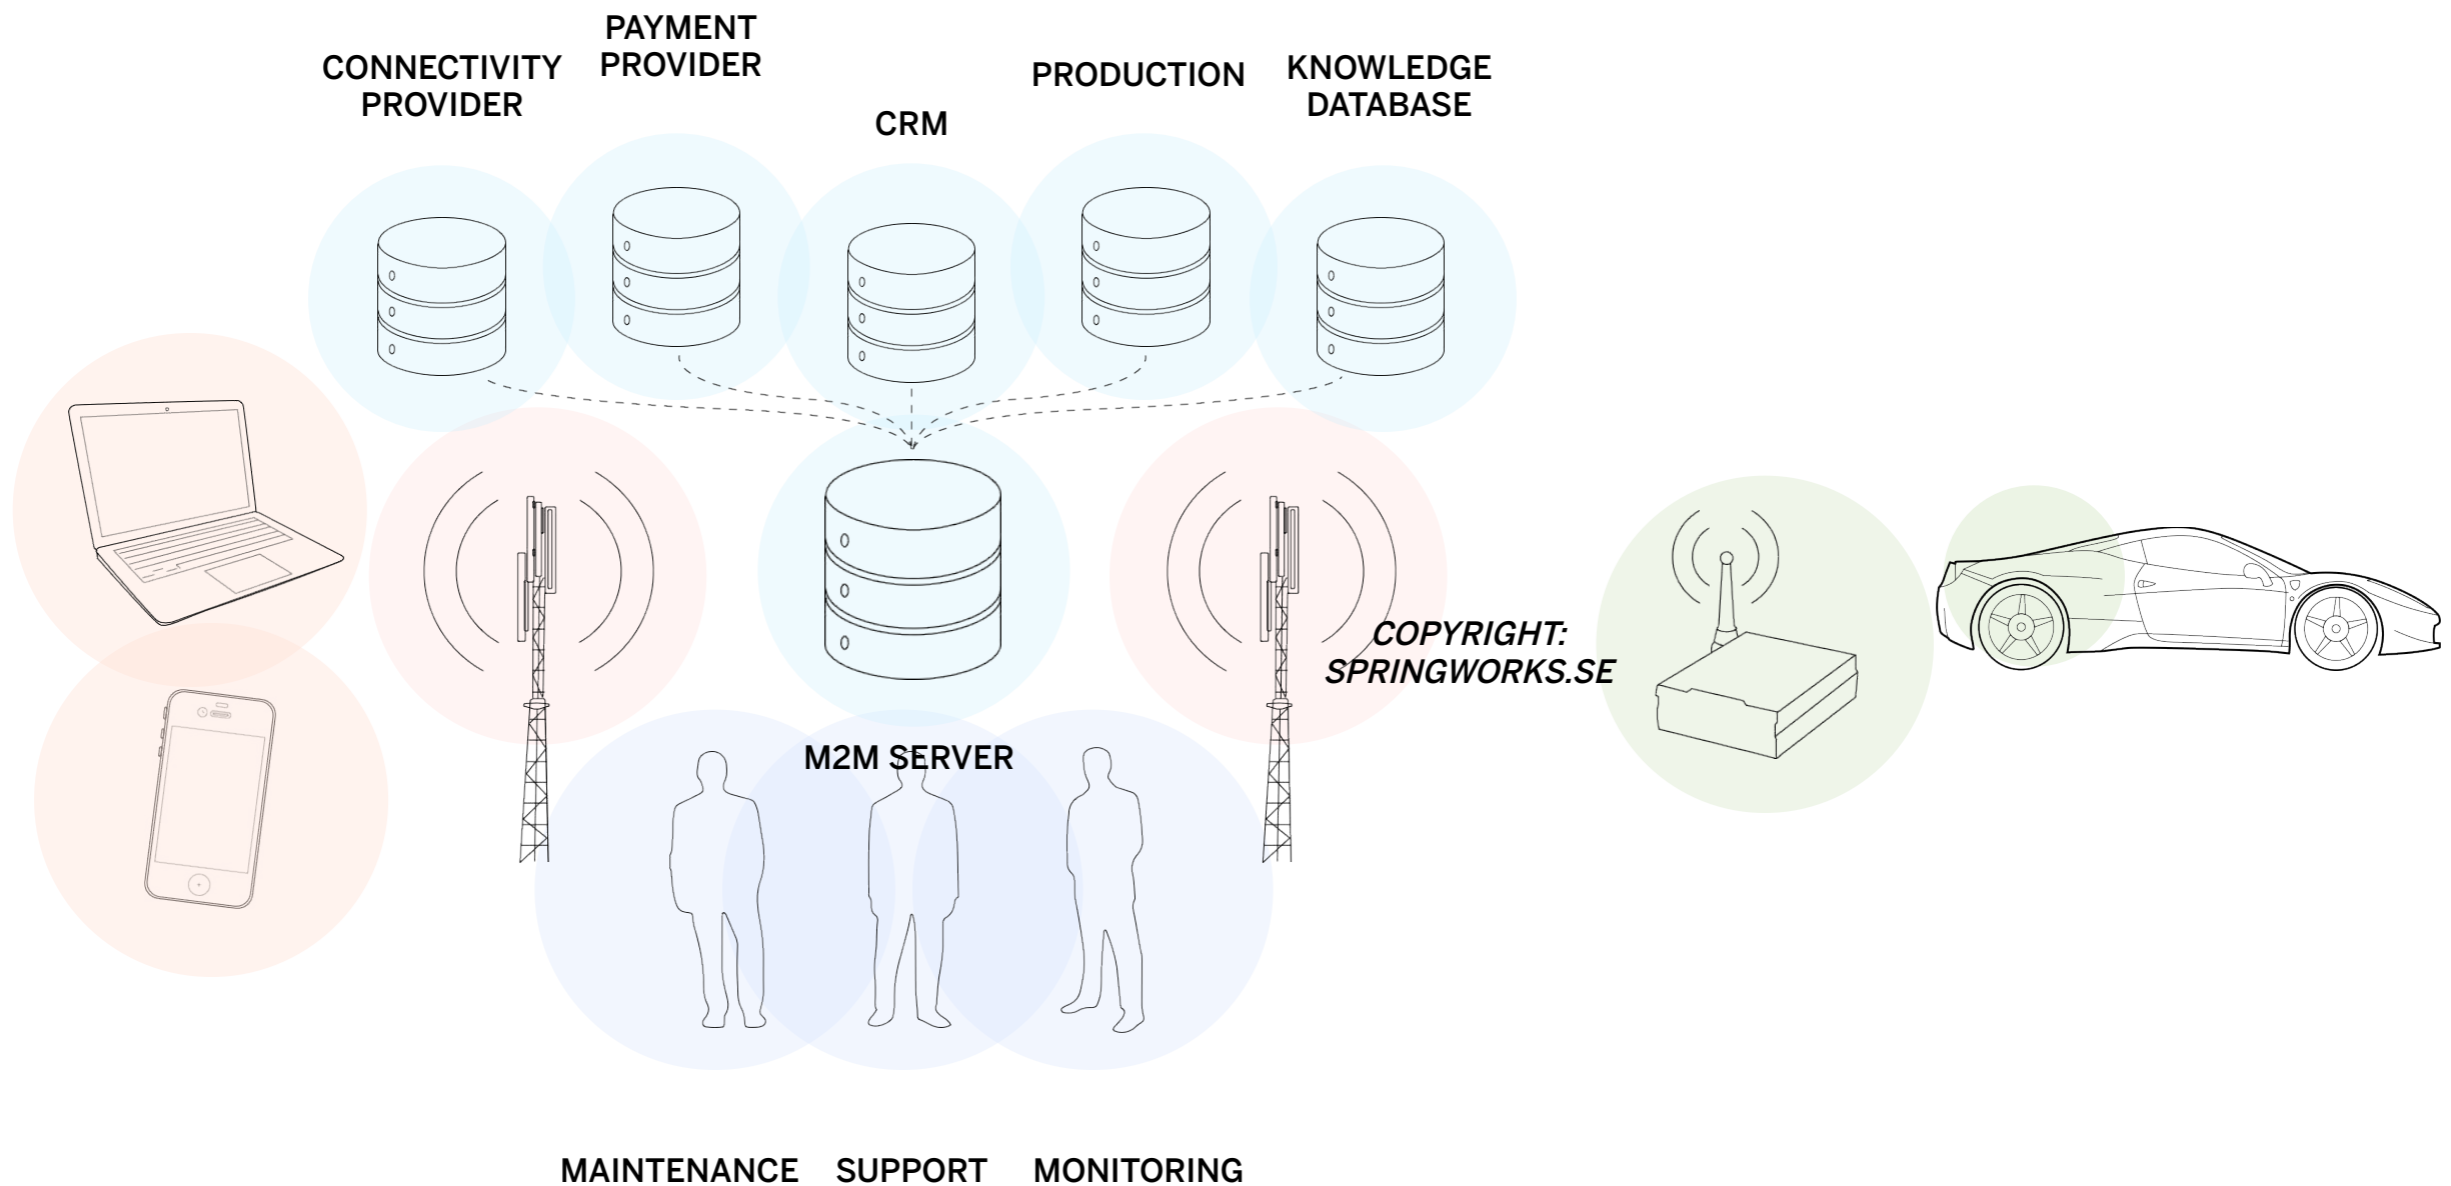 PAYMENT
PROVIDER
CONNECTIVITY
PROVIDER
PRODUCTION
KNOWLEDGE
DATABASE
CRM
COPYRIGHT:
SPRINGWORKS.SE
M2M SERVER
MAINTENANCE
SUPPORT
MONITORING